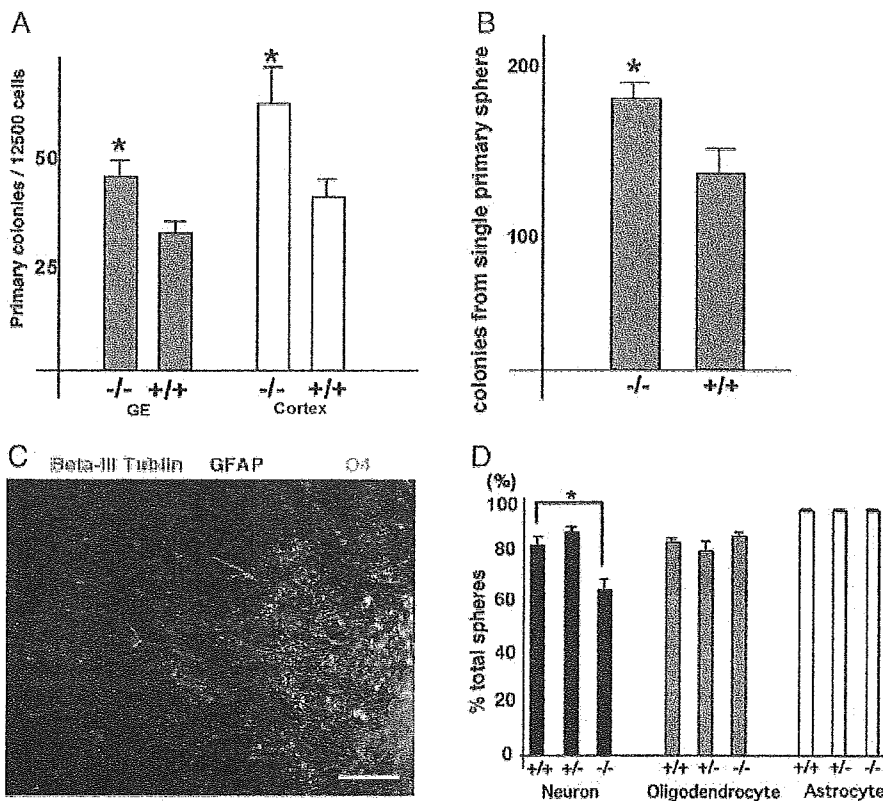 A
Primary colonies / 12500 cells
50
25
*
*
-/- +/+
-/- +/+
GE
Cortex
B
colonies from single primary sphere
200
100
*
-/-
+/+
C
Beta-III Tublin GFAP O4
D
(%)
% total spheres
100
80
60
40
20
0
*
+/+ +/- -/-
+/+ +/- -/-
+/+ +/- -/-
Neuron
Oligodendrocyte
Astrocyte